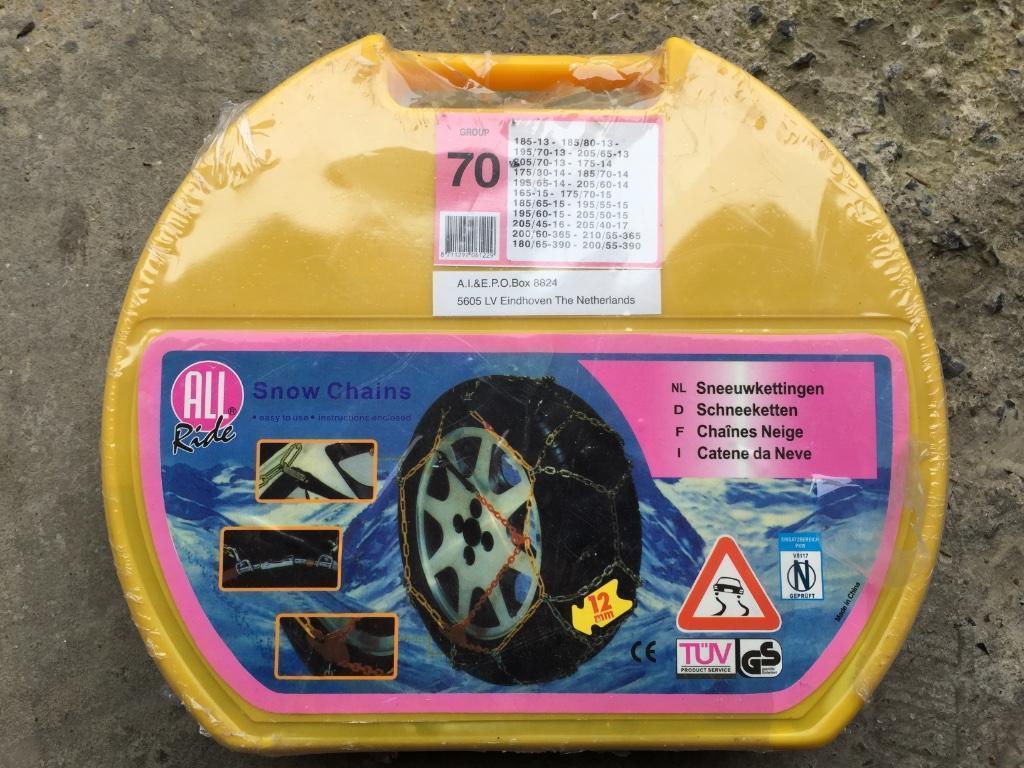 GROUP
70
185-13 - 185/80-13 -
195/70-13 - 205/65-13
205/70-13 - 175-14
175/80-14 - 185/70-14
195/65-14 - 205/60-14
165-15 - 175/70-15
185/65-15 - 195/55-15
195/60-15 - 205/50-15
205/45-16 - 205/40-17
200/60-365 - 210/55-365
180/65-390 - 200/55-390
A.I.&E.P.O.Box 8824
5605 LV Eindhoven The Netherlands
ALL®
Ride
Snow Chains
• easy to use • instructions enclosed
NL Sneeuwkettingen
D Schneeketten
F Chaînes Neige
I Catene da Neve
12
mm
EINSATZBEREICH
PKW
V5117
N
GEPRÜFT
Made in China
CE
TÜV
PRODUCT SERVICE
GS